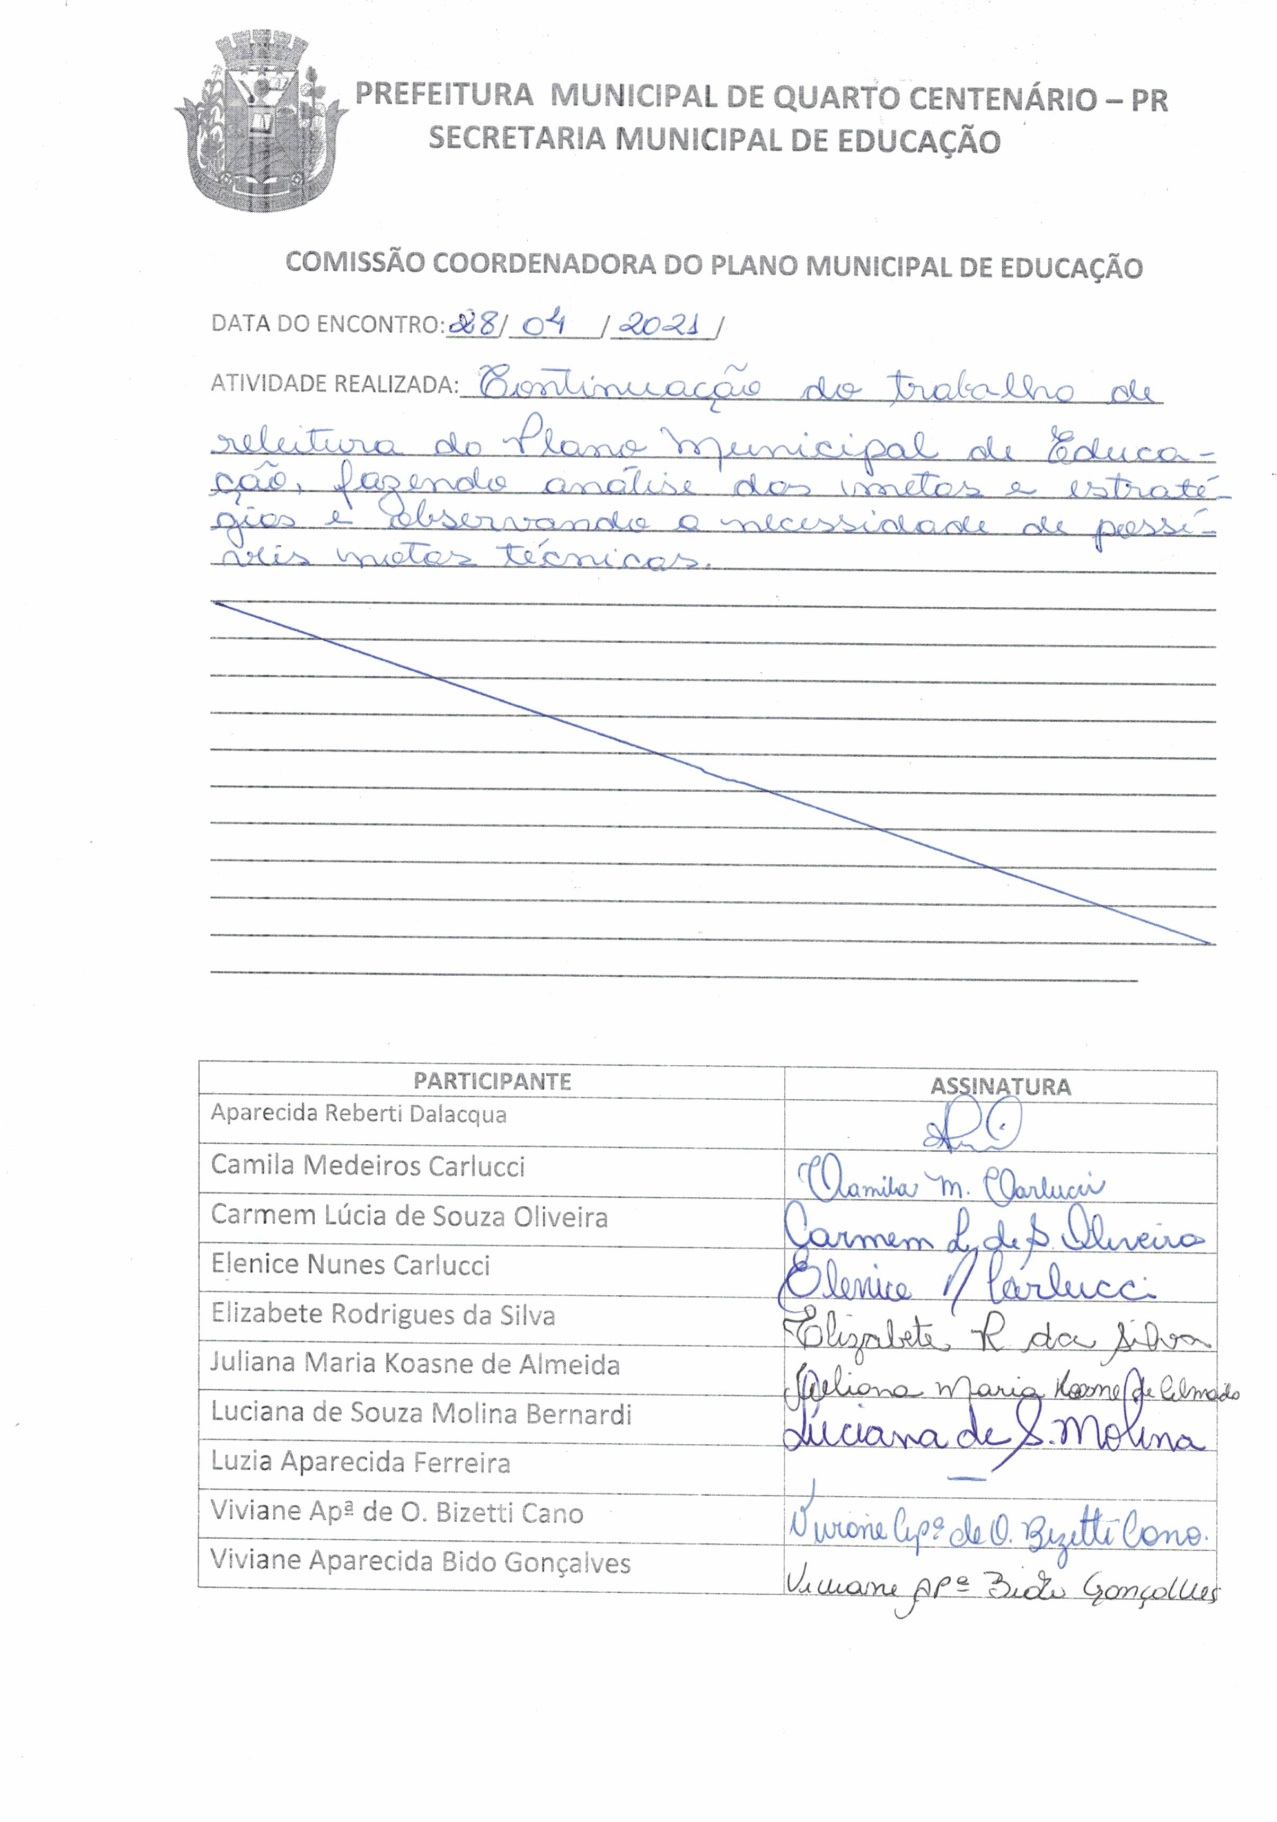 PREFEITURA MUNICIPAL DE QUARTO CENTENÁRIO – PR
SECRETARIA MUNICIPAL DE EDUCAÇÃO
COMISSÃO COORDENADORA DO PLANO MUNICIPAL DE EDUCAÇÃO
DATA DO ENCONTRO: 28/ 04 / 2021 /
ATIVIDADE REALIZADA: Continuação do trabalho de
releitura do Plano Municipal de Educa-
ção, fazendo análise das metas e estraté-
gias e observando a necessidade de possí-
veis notas técnicas.
PARTICIPANTE ASSINATURA
Aparecida Reberti Dalacqua
Camila Medeiros Carlucci Camila M. Carlucci
Carmem Lúcia de Souza Oliveira Carmem L. de S. Oliveira
Elenice Nunes Carlucci Elenice N Carlucci
Elizabete Rodrigues da Silva Elizabete R da Silva
Juliana Maria Koasne de Almeida Juliana Maria Koasne de Almeida
Luciana de Souza Molina Bernardi Luciana de S. Molina
Luzia Aparecida Ferreira —
Viviane Apª de O. Bizetti Cano Viviane Apª de O. Bizetti Cano.
Viviane Aparecida Bido Gonçalves Viviane APª Bido Gonçalves